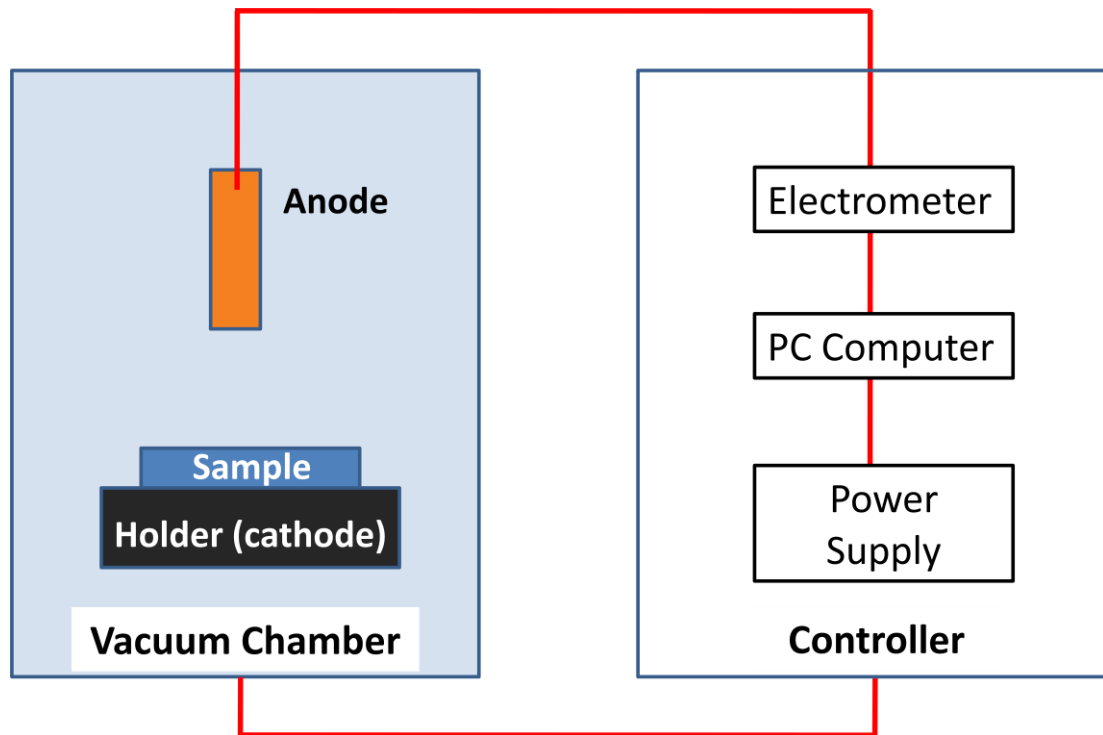 Anode
Sample
Holder (cathode)
Vacuum Chamber
Electrometer
PC Computer
Power
Supply
Controller